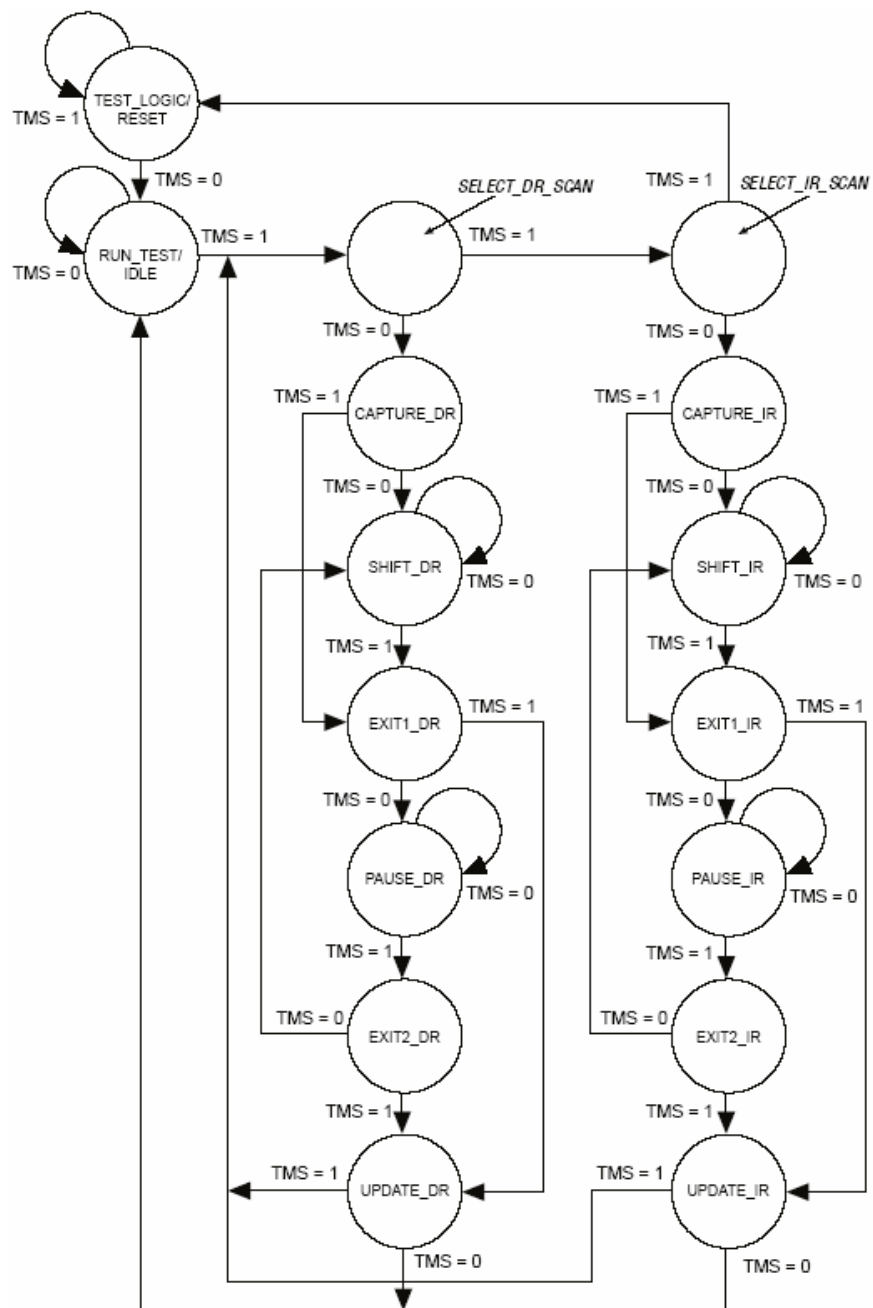 TEST_LOGIC/
RESET
TMS = 1
TMS = 0
SELECT_DR_SCAN
TMS = 1
SELECT_IR_SCAN
RUN_TEST/
IDLE
TMS = 0
TMS = 1
TMS = 1
TMS = 0
TMS = 0
TMS = 1
CAPTURE_DR
TMS = 1
CAPTURE_IR
TMS = 0
TMS = 0
SHIFT_DR
TMS = 0
SHIFT_IR
TMS = 0
TMS = 1
TMS = 1
EXIT1_DR
TMS = 1
EXIT1_IR
TMS = 1
TMS = 0
TMS = 0
PAUSE_DR
TMS = 0
PAUSE_IR
TMS = 0
TMS = 1
TMS = 1
TMS = 0
EXIT2_DR
TMS = 0
EXIT2_IR
TMS = 1
TMS = 1
TMS = 1
UPDATE_DR
TMS = 1
UPDATE_IR
TMS = 0
TMS = 0